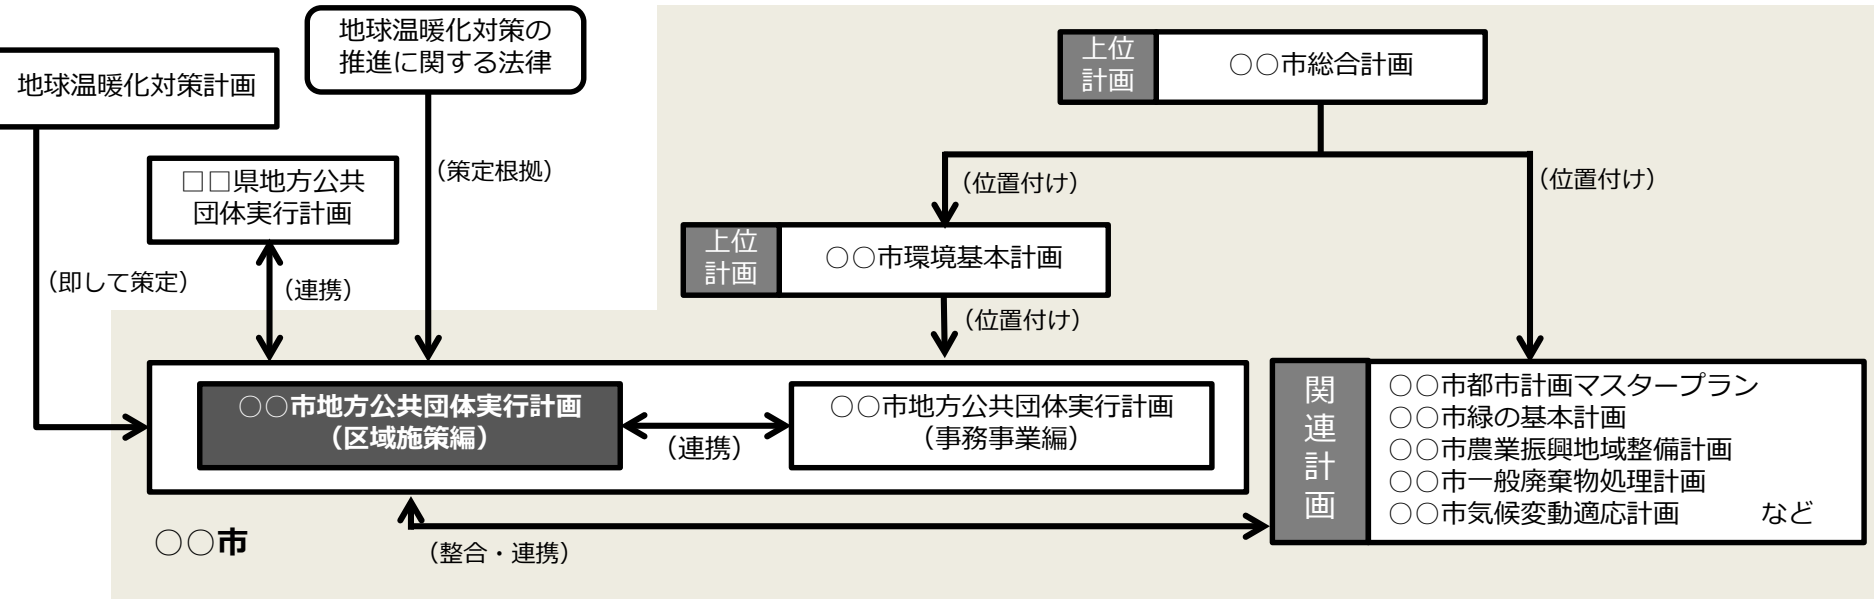 地球温暖化対策の
推進に関する法律
地球温暖化対策計画
上位
計画
○○市総合計画
（策定根拠）
□□県地方公共
団体実行計画
（位置付け）
（位置付け）
上位
計画
○○市環境基本計画
（即して策定）
（連携）
（位置付け）
○○市地方公共団体実行計画
（区域施策編）
（連携）
○○市地方公共団体実行計画
（事務事業編）
関
連
計
画
○○市都市計画マスタープラン
○○市緑の基本計画
○○市農業振興地域整備計画
○○市一般廃棄物処理計画
○○市気候変動適応計画　　　など
○○市
（整合・連携）